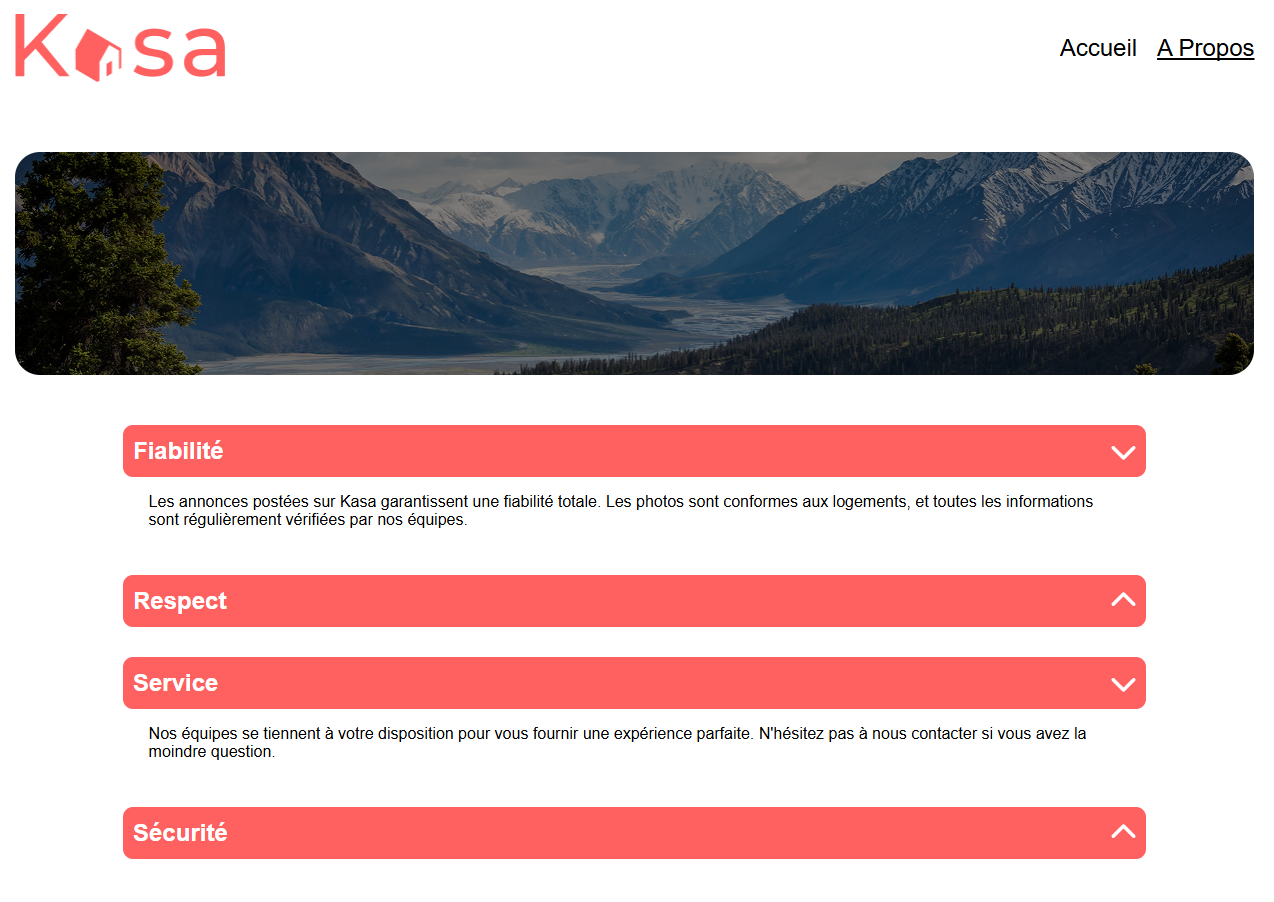 Kasa
Accueil A Propos
Fiabilité
Les annonces postées sur Kasa garantissent une fiabilité totale. Les photos sont conformes aux logements, et toutes les informations
sont régulièrement vérifiées par nos équipes.
Respect
Service
Nos équipes se tiennent à votre disposition pour vous fournir une expérience parfaite. N'hésitez pas à nous contacter si vous avez la
moindre question.
Sécurité